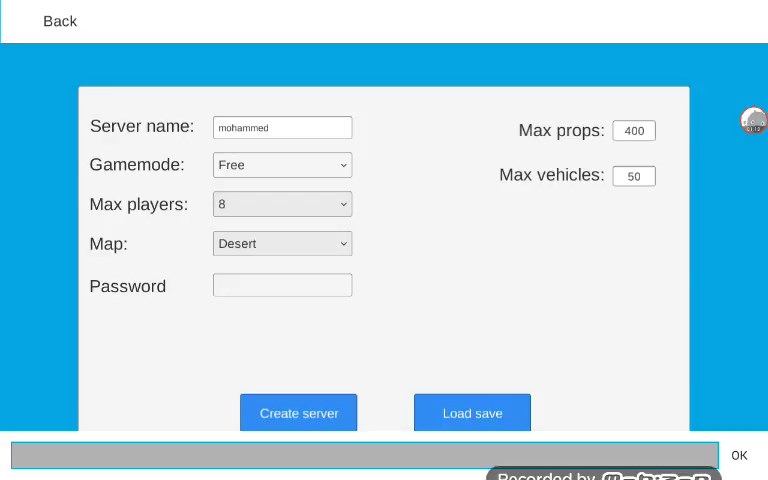 Back
Server name: mohammed
Gamemode: Free
Max players: 8
Map: Desert
Password
Max props: 400
Max vehicles: 50
Create server
Load save
OK
Recorded by